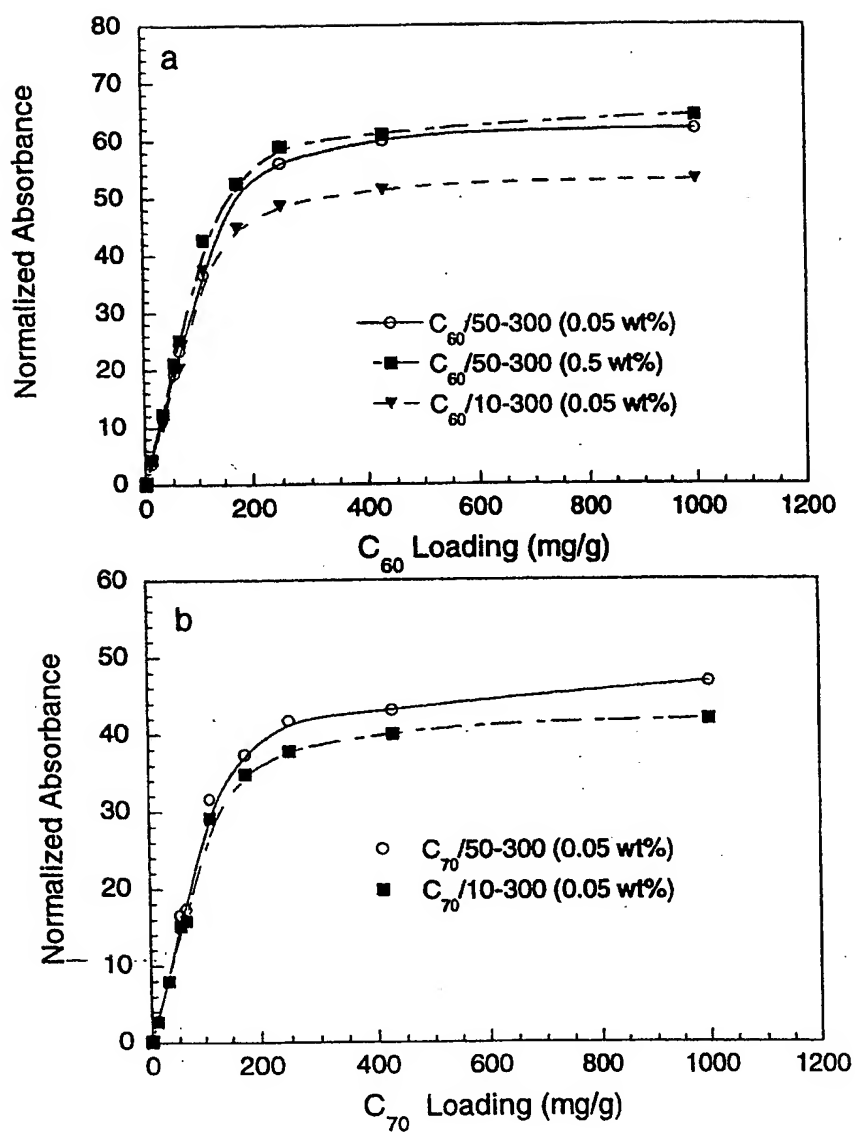 a
80
70
60
50
40
30
20
10
0
Normalized Absorbance
C₆₀/50-300 (0.05 wt%)
C₆₀/50-300 (0.5 wt%)
C₆₀/10-300 (0.05 wt%)
0 200 400 600 800 1000 1200
C₆₀ Loading (mg/g)
b
60
50
40
30
20
10
0
Normalized Absorbance
C₇₀/50-300 (0.05 wt%)
C₇₀/10-300 (0.05 wt%)
0 200 400 600 800 1000 1200
C₇₀ Loading (mg/g)